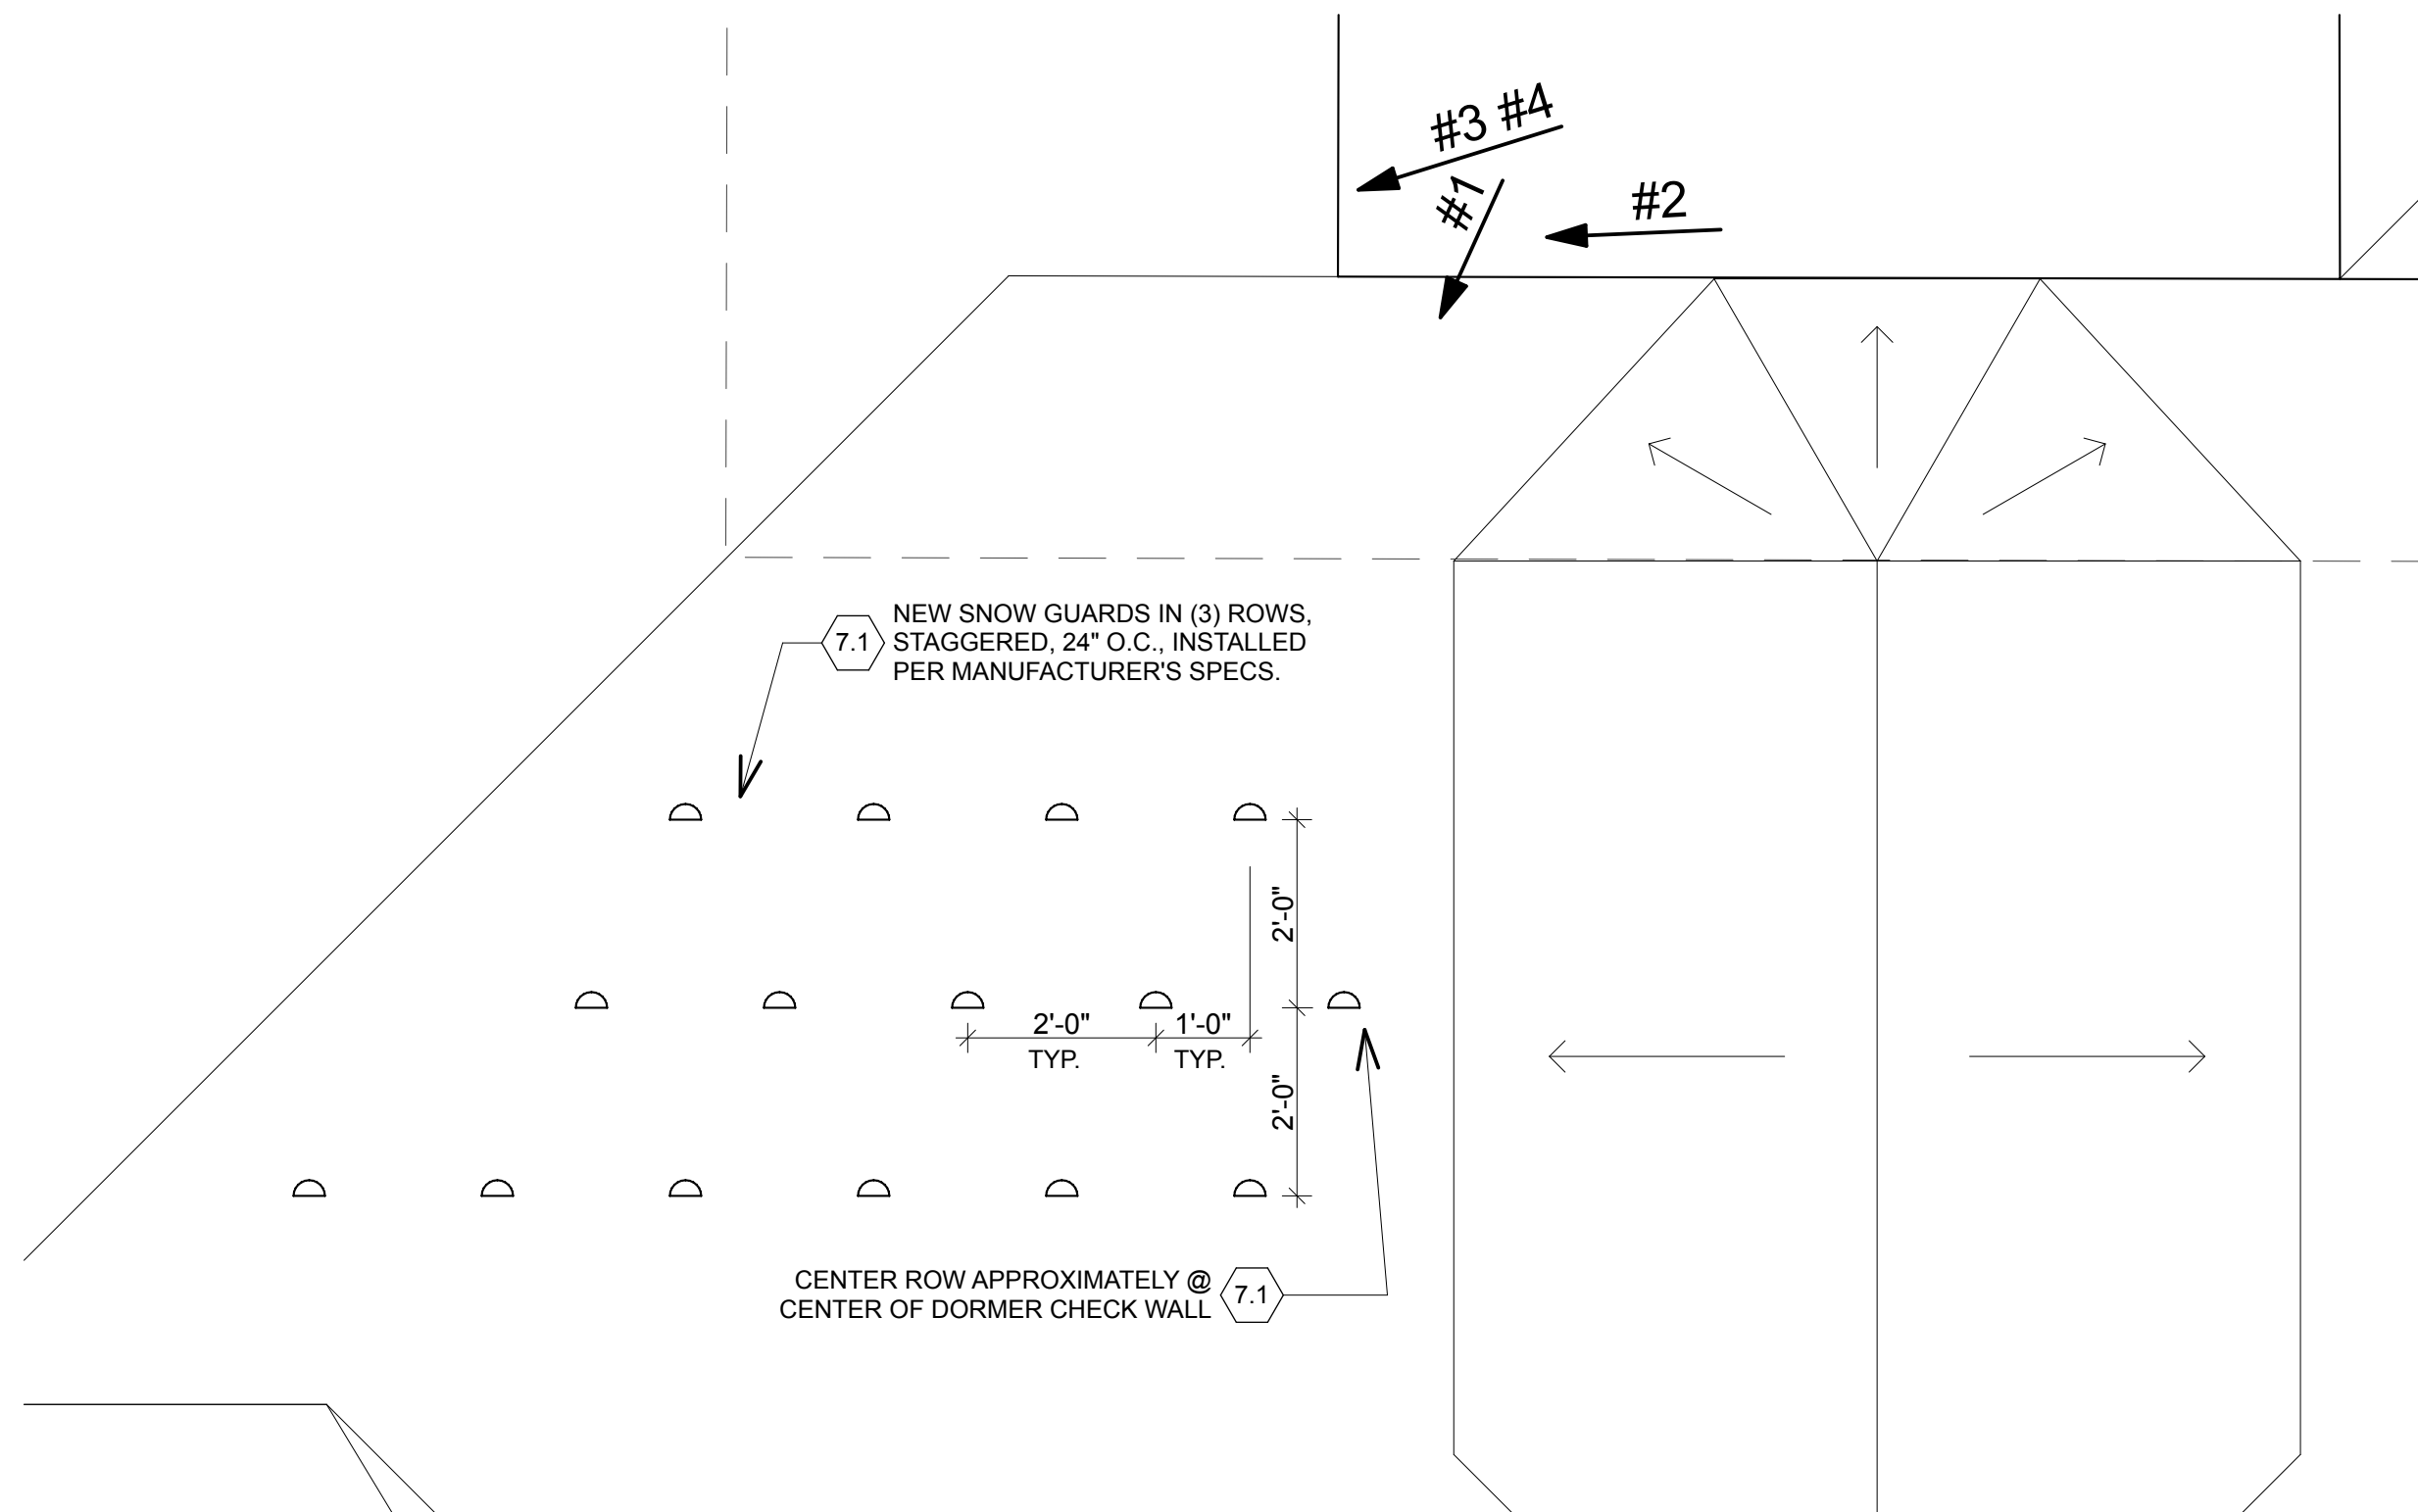 #3 #4
#1
#2
7.1
NEW SNOW GUARDS IN (3) ROWS,
STAGGERED, 24" O.C., INSTALLED
PER MANUFACTURER'S SPECS.
2'-0"
2'-0"
TYP.
1'-0"
TYP.
2'-0"
CENTER ROW APPROXIMATELY @
CENTER OF DORMER CHECK WALL
7.1